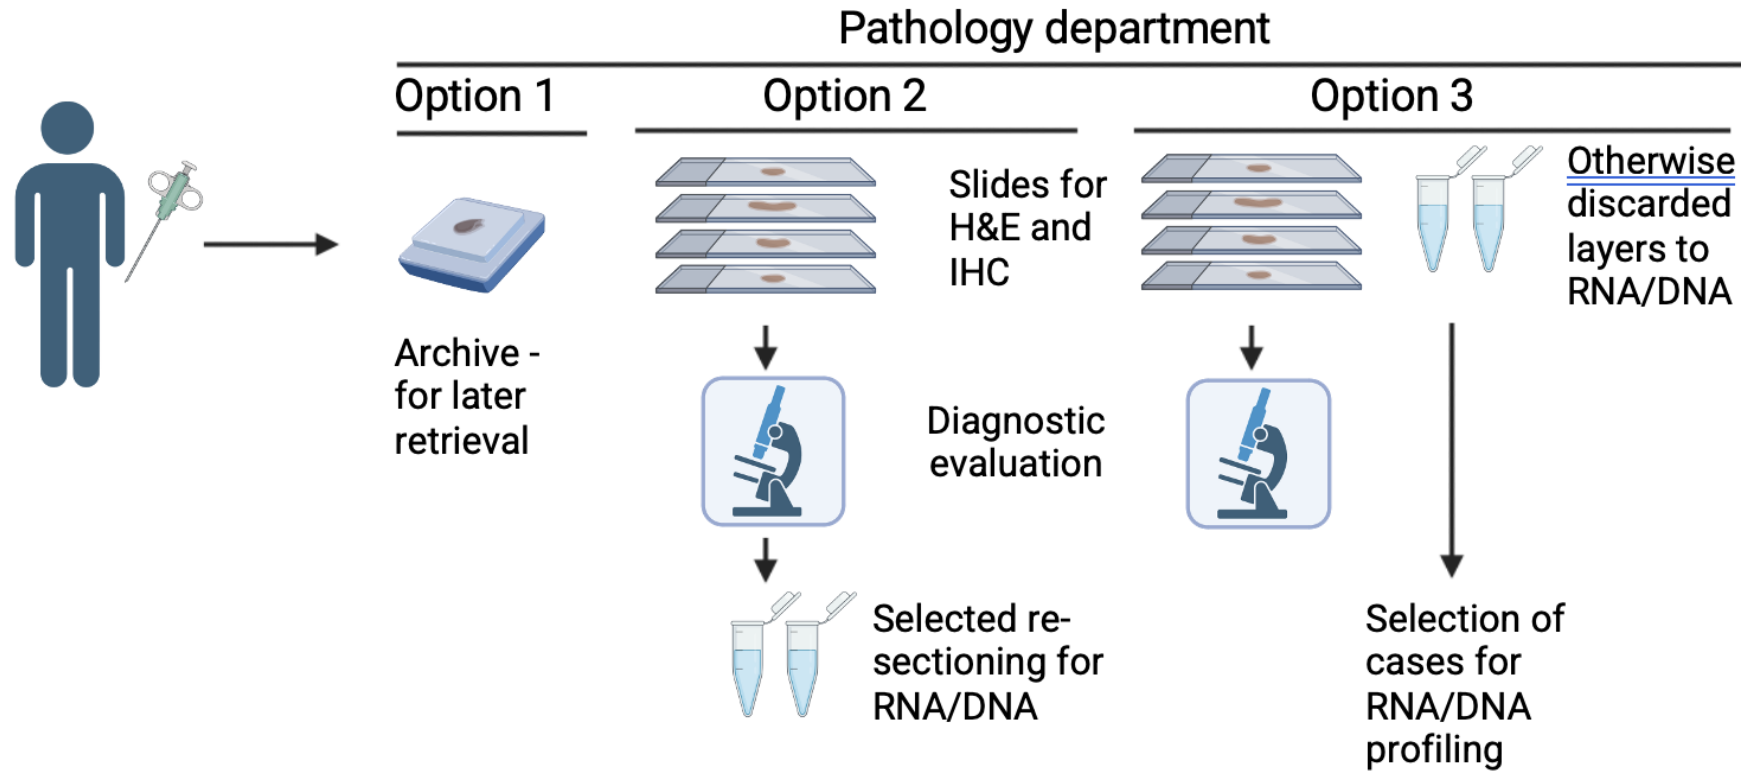 Pathology department
Option 1
Option 2
Option 3
Archive -
for later
retrieval
Slides for
H&E and
IHC
Diagnostic
evaluation
Selected re-
sectioning for
RNA/DNA
Otherwise
discarded
layers to
RNA/DNA
Selection of
cases for
RNA/DNA
profiling